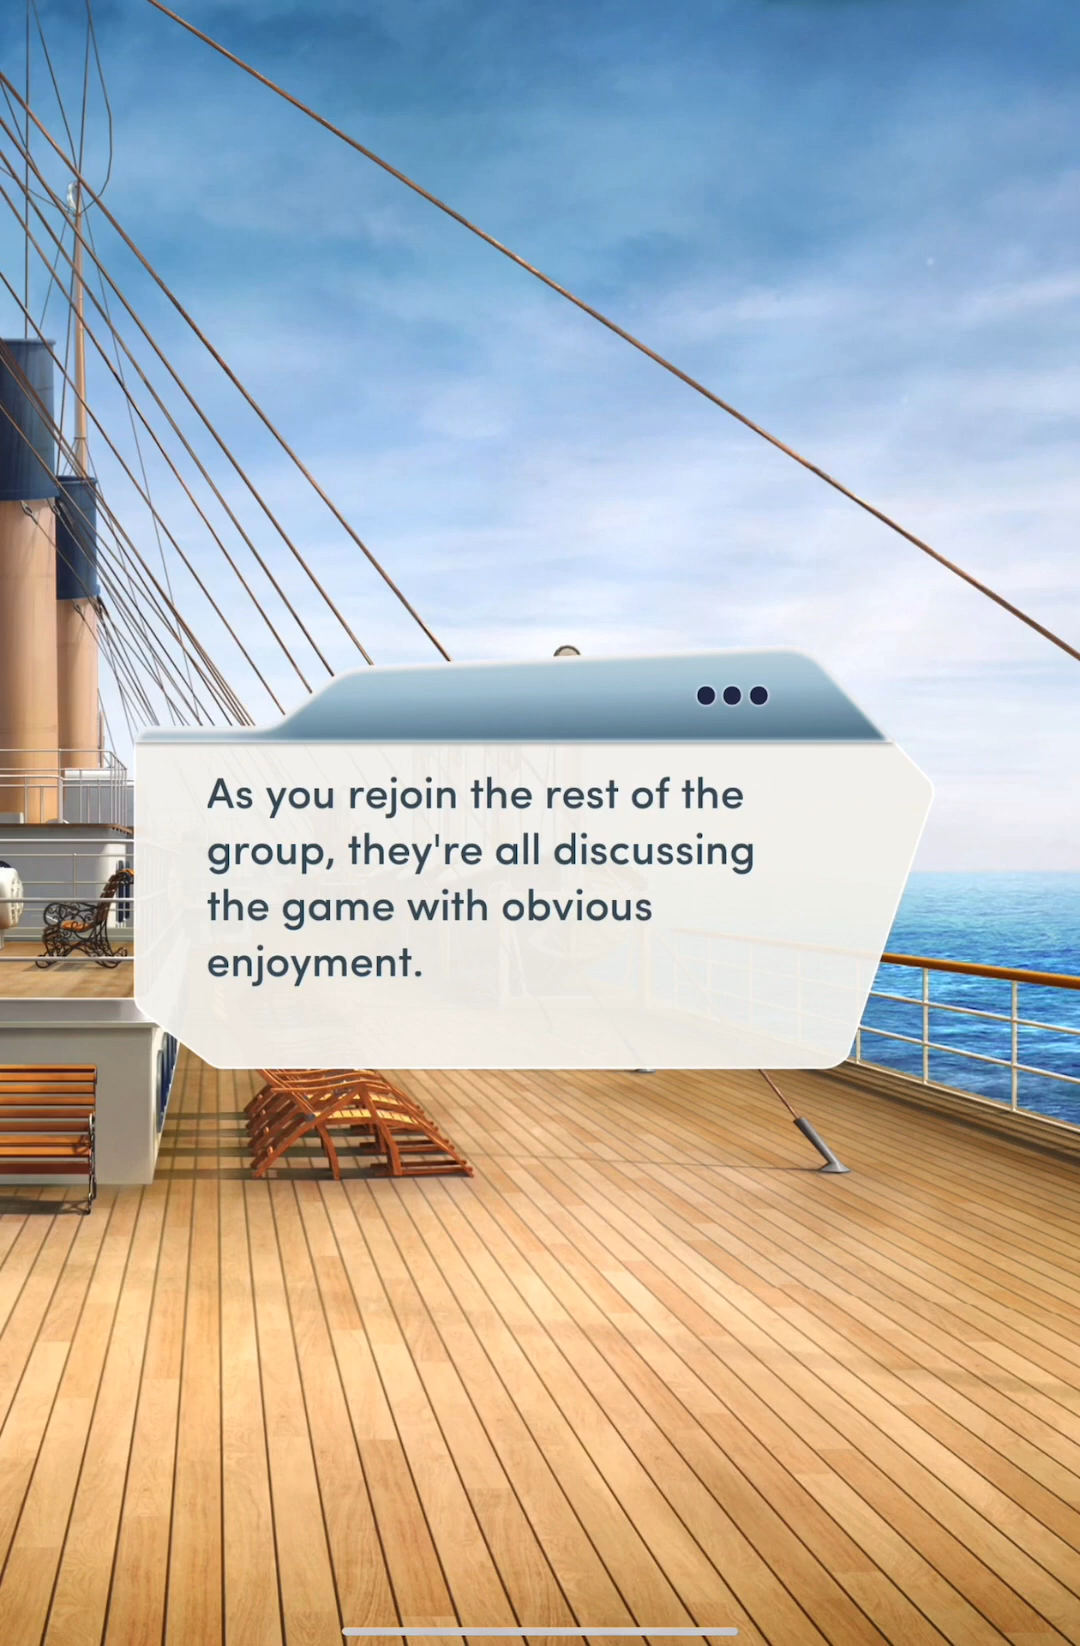 As you rejoin the rest of the
group, they're all discussing
the game with obvious
enjoyment.